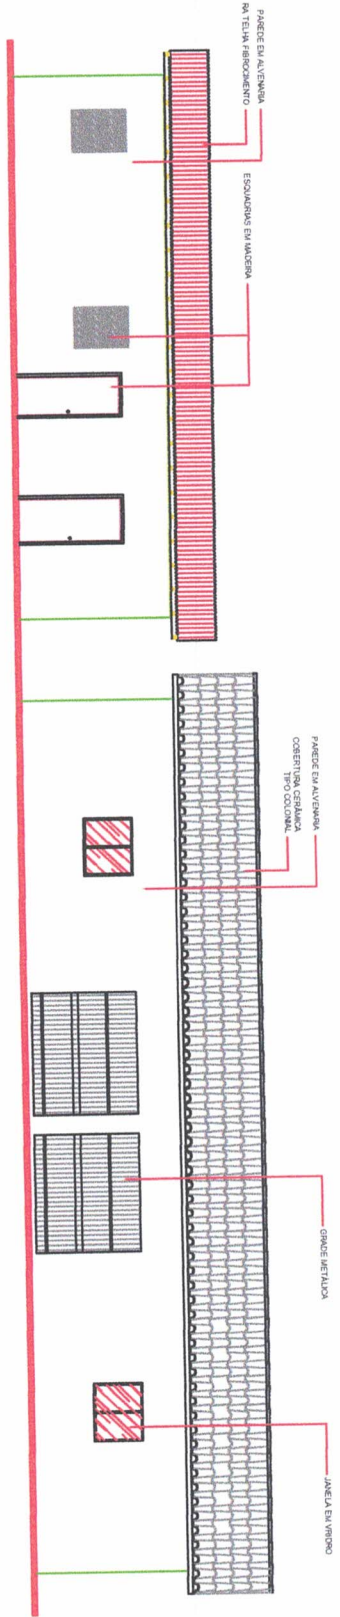 PAREDE EM ALVENARIA
RA TELHA FIBROCIMENTO
ESQUADRIAS EM MADEIRA
PAREDE EM ALVENARIA
COBERTURA CERÂMICA
TIPO COLONIAL
GRADE METÁLICA
JANELA EM VRIDRO